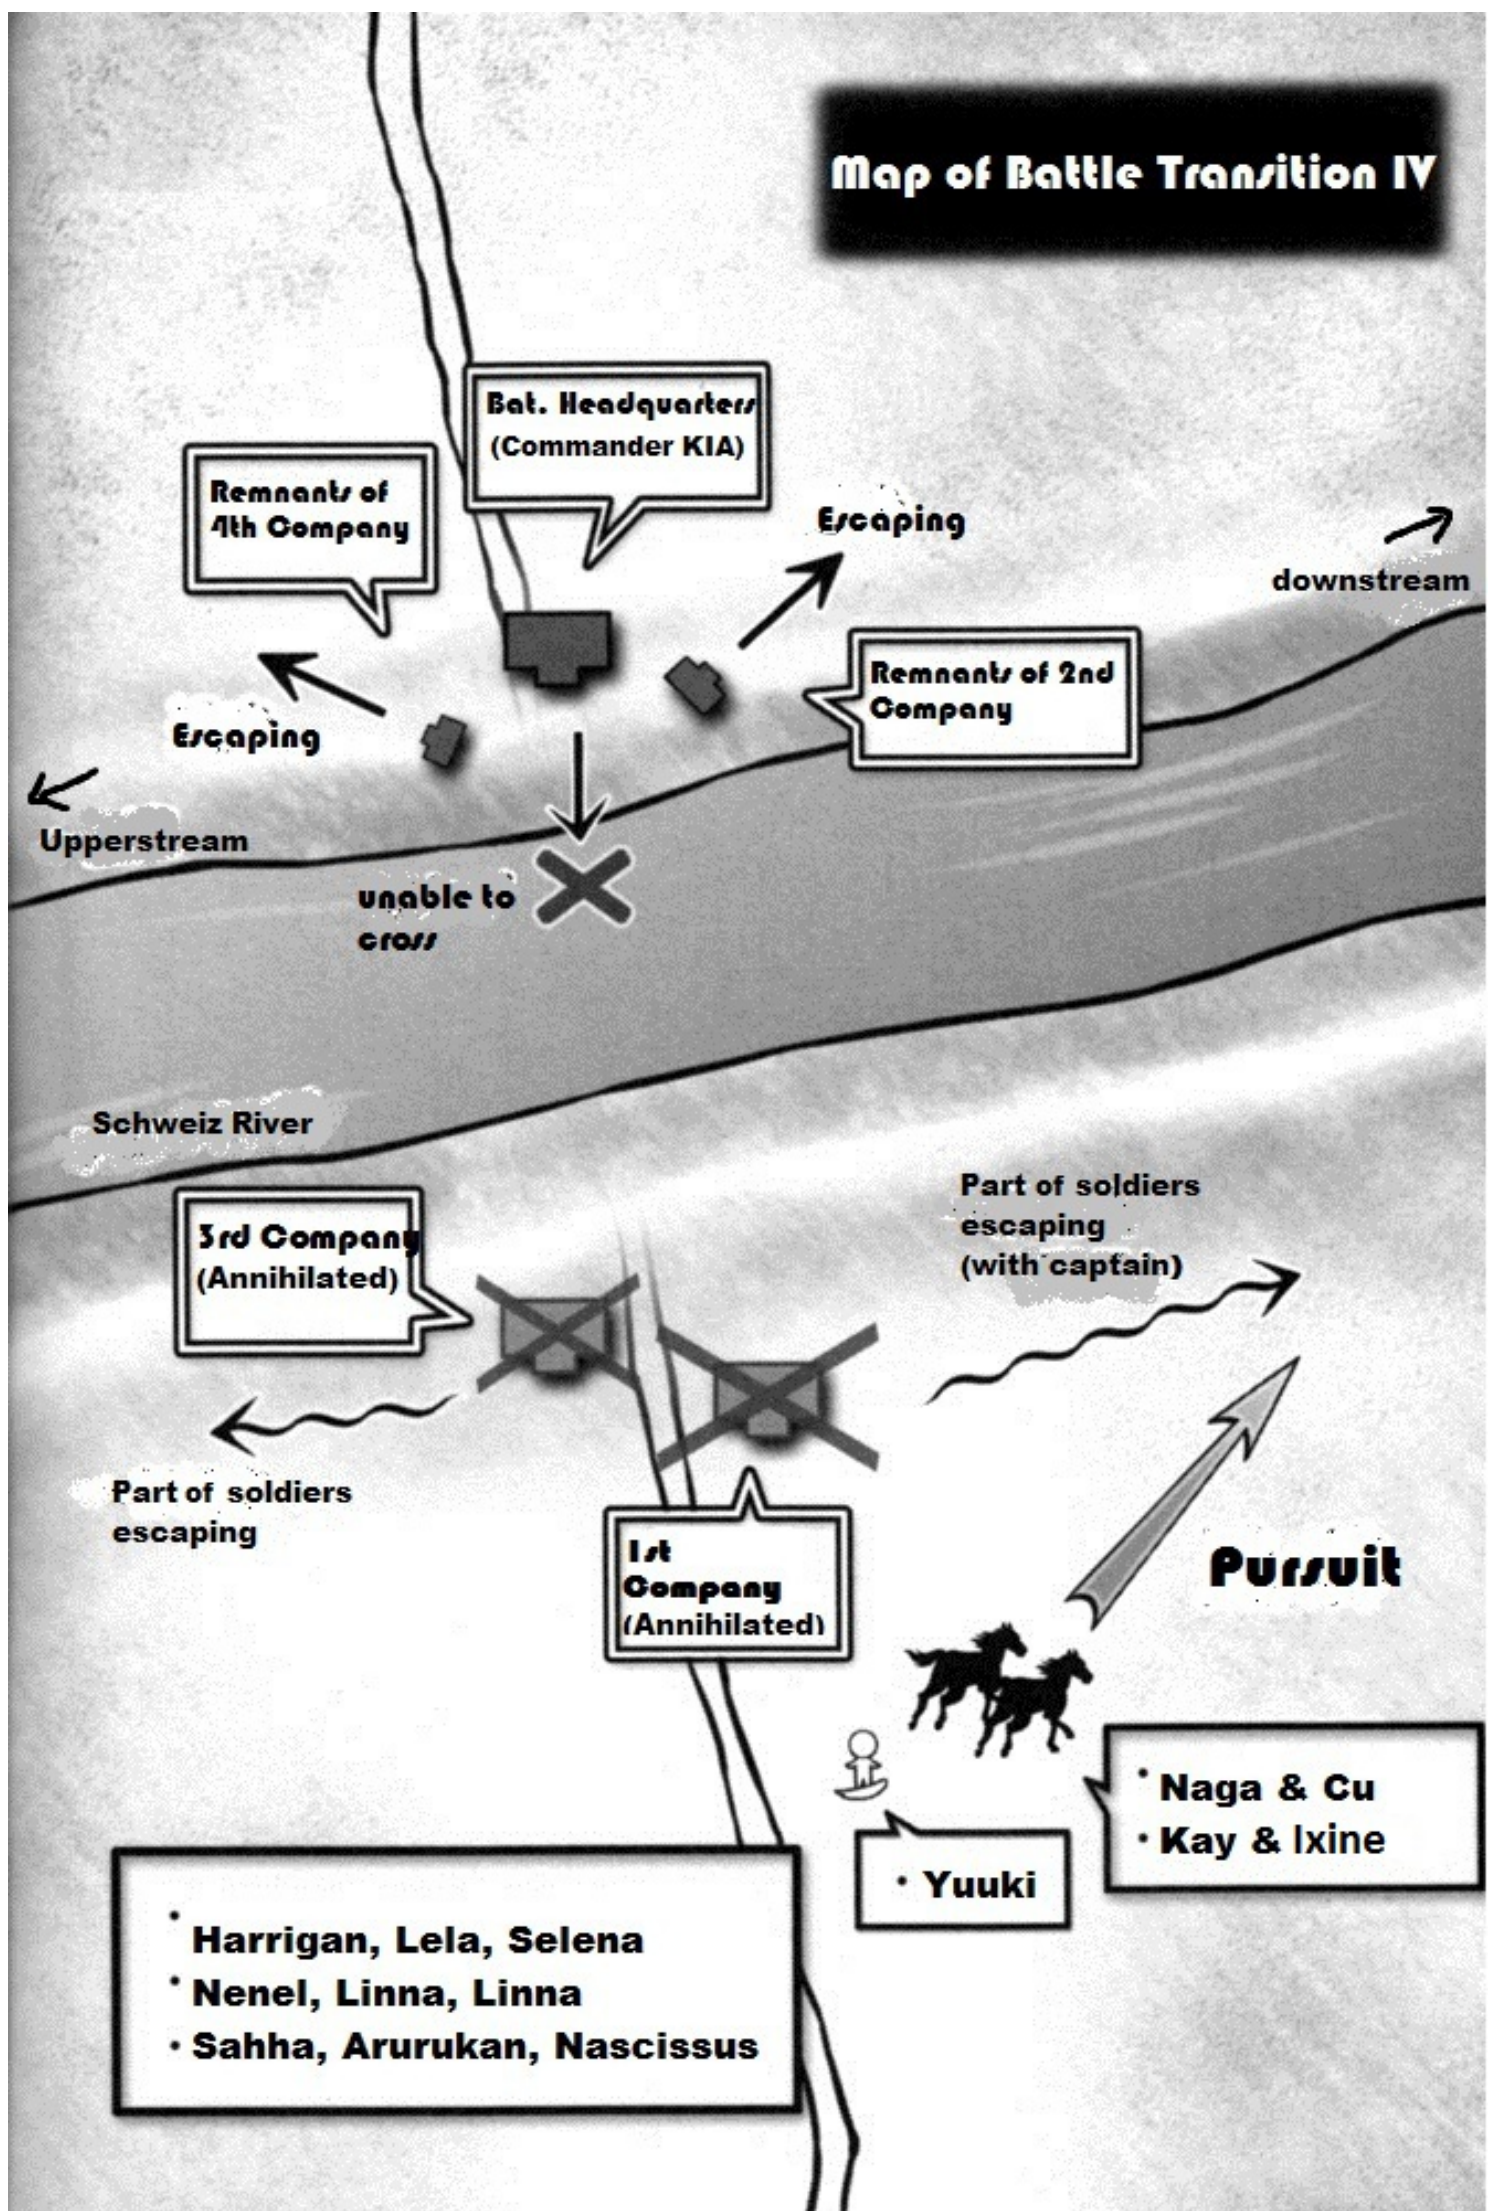 Map of Battle Transition IV
Bat. Headquarters
(Commander KIA)
Remnants of
4th Company
Escaping
downstream
Remnants of 2nd
Company
Escaping
Upperstream
unable to
cross
Schweiz River
Part of soldiers
escaping
(with captain)
3rd Company
(Annihilated)
Part of soldiers
escaping
1st
Company
(Annihilated)
Pursuit
· Naga & Cu
· Kay & Ixine
· Yuuki
· Harrigan, Lela, Selena
· Nenel, Linna, Linna
· Sahha, Arurukan, Nascissus